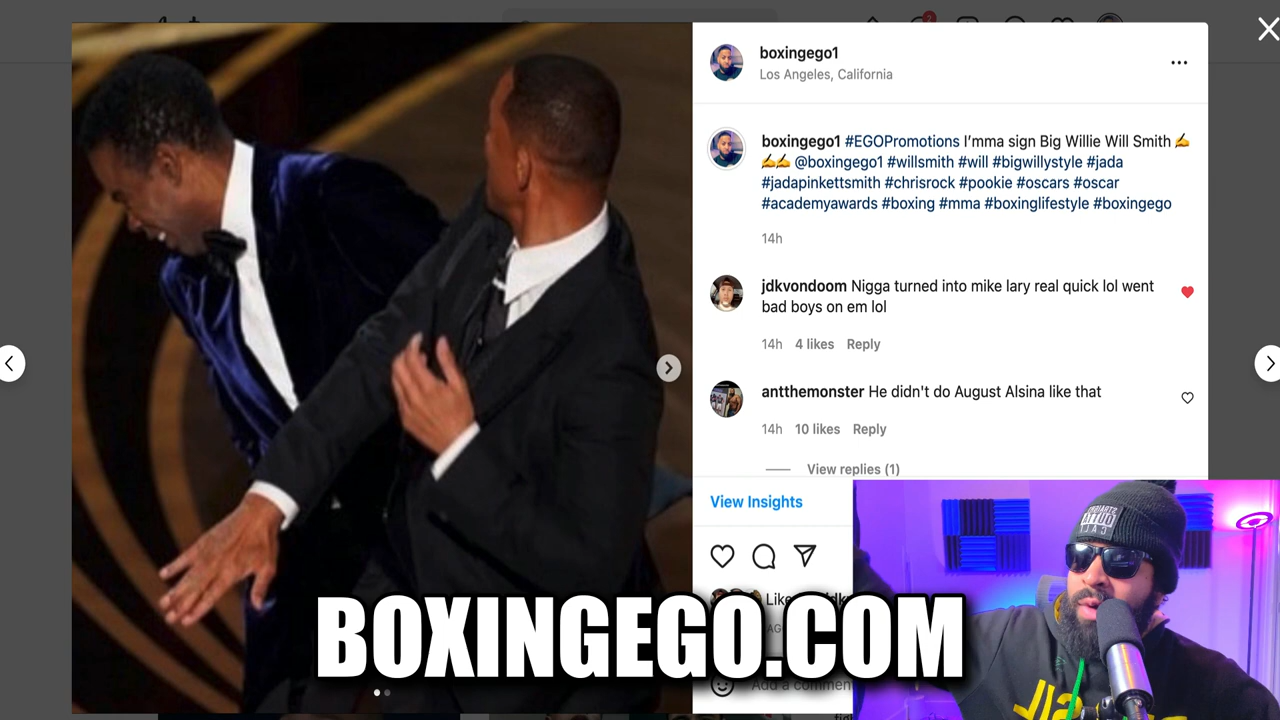 boxingego1
Los Angeles, California
boxingego1 #EGOPromotions I'mma sign Big Willie Will Smith ✍️
✍️✍️ @boxingego1 #willsmith #will #bigwillystyle #jada
#jadapinkettsmith #chrisrock #pookie #oscars #oscar
#academyawards #boxing #mma #boxinglifestyle #boxingego
14h
jdkvondoom Nigga turned into mike lary real quick lol went
bad boys on em lol
14h 4 likes Reply
antthemonster He didn't do August Alsina like that
14h 10 likes Reply
View replies (1)
View Insights
BOXINGEGO.COM
Add a commen